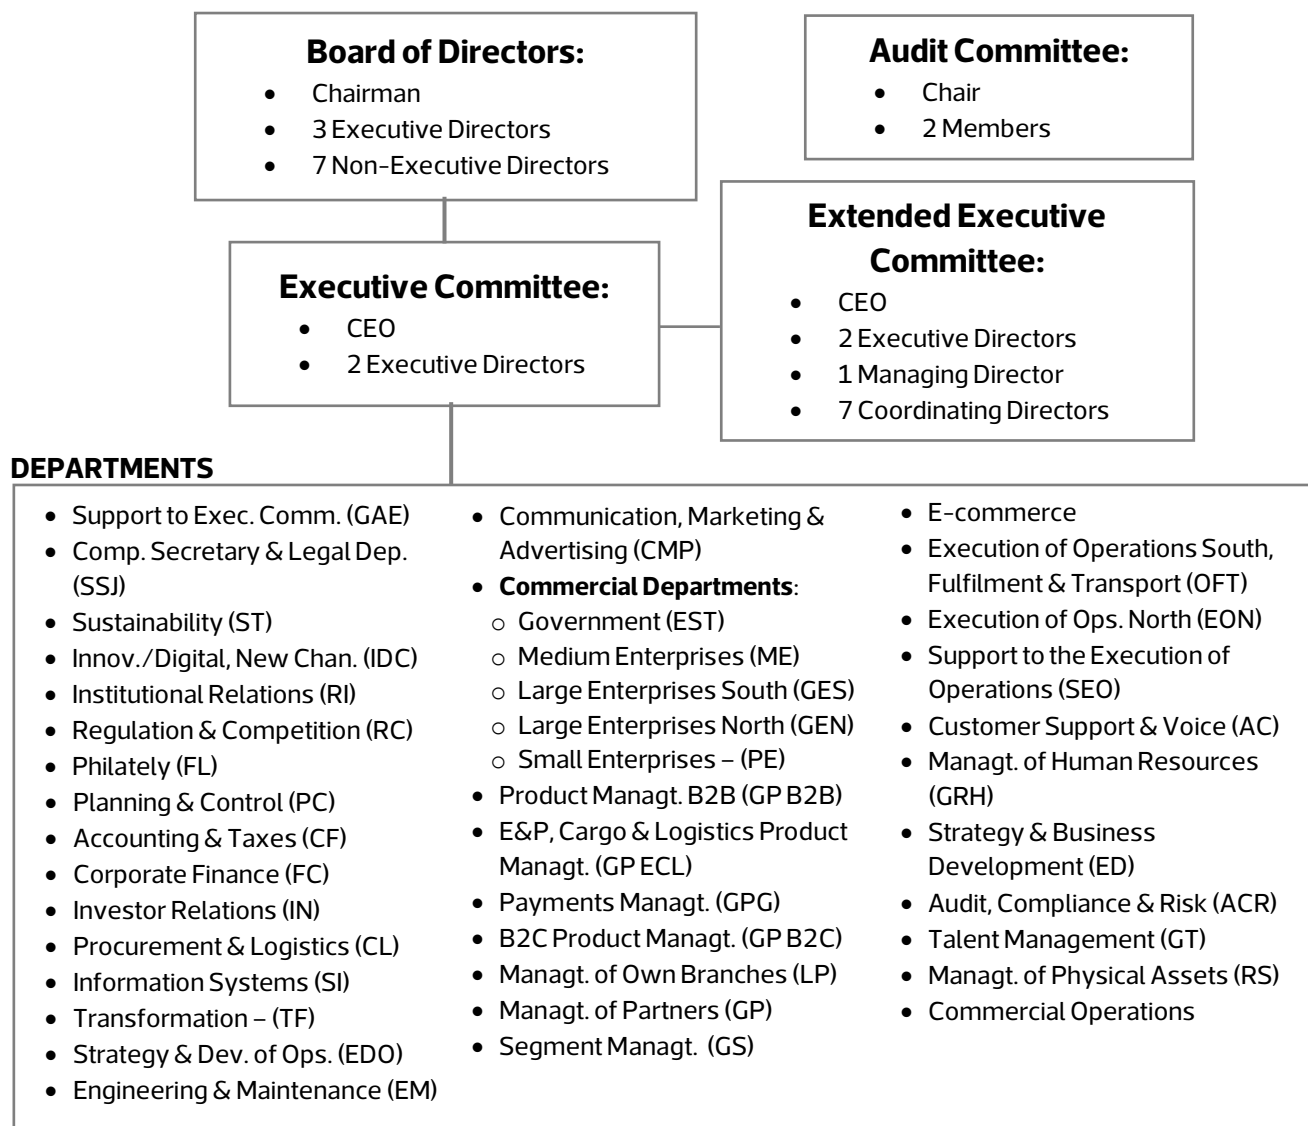 Board of Directors:
• Chairman
• 3 Executive Directors
• 7 Non-Executive Directors
Audit Committee:
• Chair
• 2 Members
Executive Committee:
• CEO
• 2 Executive Directors
Extended Executive
Committee:
• CEO
• 2 Executive Directors
• 1 Managing Director
• 7 Coordinating Directors
DEPARTMENTS
• Support to Exec. Comm. (GAE)
• Comp. Secretary & Legal Dep.
(SSJ)
• Sustainability (ST)
• Innov./Digital, New Chan. (IDC)
• Institutional Relations (RI)
• Regulation & Competition (RC)
• Philately (FL)
• Planning & Control (PC)
• Accounting & Taxes (CF)
• Corporate Finance (FC)
• Investor Relations (IN)
• Procurement & Logistics (CL)
• Information Systems (SI)
• Transformation – (TF)
• Strategy & Dev. of Ops. (EDO)
• Engineering & Maintenance (EM)
• Communication, Marketing &
Advertising (CMP)
• Commercial Departments:
○ Government (EST)
○ Medium Enterprises (ME)
○ Large Enterprises South (GES)
○ Large Enterprises North (GEN)
○ Small Enterprises – (PE)
• Product Managt. B2B (GP B2B)
• E&P, Cargo & Logistics Product
Managt. (GP ECL)
• Payments Managt. (GPG)
• B2C Product Managt. (GP B2C)
• Managt. of Own Branches (LP)
• Managt. of Partners (GP)
• Segment Managt. (GS)
• E-commerce
• Execution of Operations South,
Fulfilment & Transport (OFT)
• Execution of Ops. North (EON)
• Support to the Execution of
Operations (SEO)
• Customer Support & Voice (AC)
• Managt. of Human Resources
(GRH)
• Strategy & Business
Development (ED)
• Audit, Compliance & Risk (ACR)
• Talent Management (GT)
• Managt. of Physical Assets (RS)
• Commercial Operations